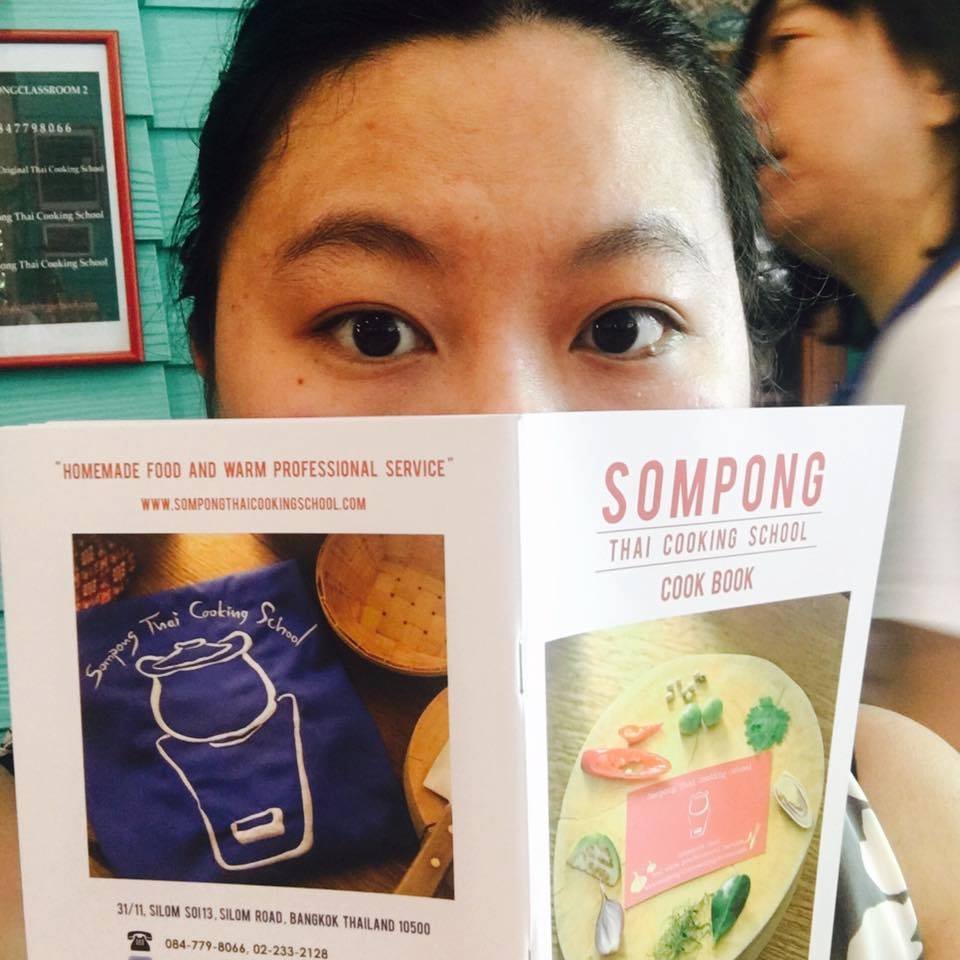 ONGCLASSROOM 2
847798066
Original Thai Cooking School
ong Thai Cooking School
ong Thai Cooking School
"HOMEMADE FOOD AND WARM PROFESSIONAL SERVICE"
WWW.SOMPONGTHAICOOKINGSCHOOL.COM
Sompong Thai Cooking School
31/11, SILOM SOI13, SILOM ROAD, BANGKOK THAILAND 10500
084-779-8066, 02-233-2128
SOMPONG
THAI COOKING SCHOOL
COOK BOOK
Sompong Thai Cooking School